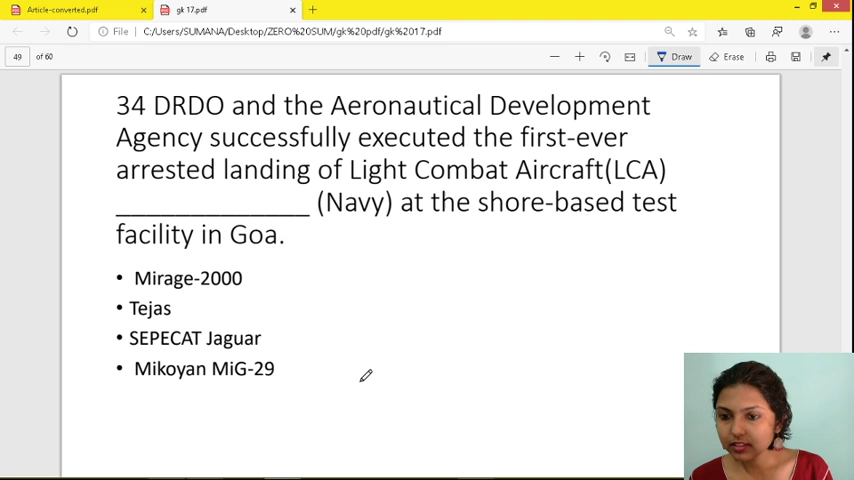 Article-converted.pdf
gk 17.pdf
File
C:/Users/SUMANA/Desktop/ZERO%20SUM/gk%20pdf/gk%2017.pdf
49 of 60
Draw
Erase
34 DRDO and the Aeronautical Development
Agency successfully executed the first-ever
arrested landing of Light Combat Aircraft(LCA)
______________ (Navy) at the shore-based test
facility in Goa.
• Mirage-2000
• Tejas
• SEPECAT Jaguar
• Mikoyan MiG-29